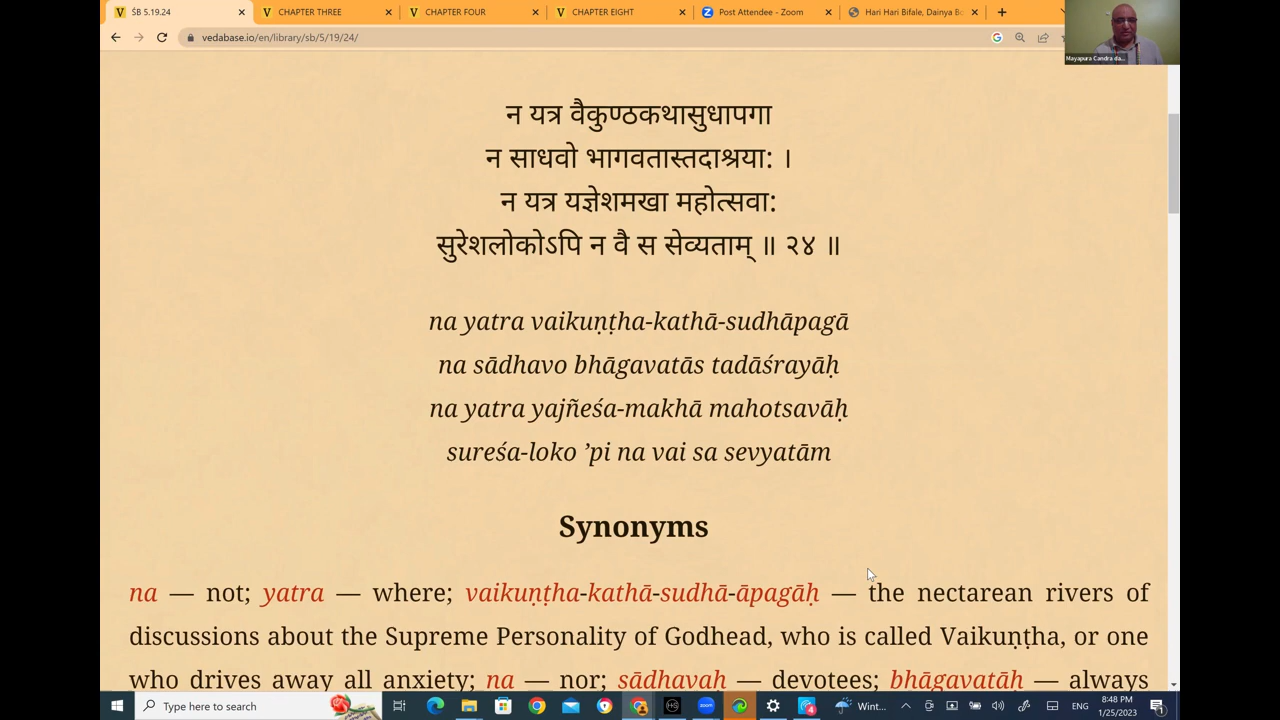 ŚB 5.19.24
CHAPTER THREE
CHAPTER FOUR
CHAPTER EIGHT
Post Attendee - Zoom
Hari Hari Bifale, Dainya Bo
vedabase.io/en/library/sb/5/19/24/
Mayapura Candra da...
न यत्र वैकुण्ठकथासुधापगा
न साधवो भागवतास्तदाश्रया: ।
न यत्र यज्ञेशमखा महोत्सवा:
सुरेशलोकोऽपि न वै स सेव्यताम् ॥ २४ ॥
na yatra vaikuṇṭha-kathā-sudhāpagā
na sādhavo bhāgavatās tadāśrayāḥ
na yatra yajñeśa-makhā mahotsavāḥ
sureśa-loko ’pi na vai sa sevyatām
Synonyms
na — not; yatra — where; vaikuṇṭha-kathā-sudhā-āpagāḥ — the nectarean rivers of
discussions about the Supreme Personality of Godhead, who is called Vaikuṇṭha, or one
who drives away all anxiety; na — nor; sādhavaḥ — devotees; bhāgavatāḥ — always
Type here to search
Wint...
ENG
8:48 PM
1/25/2023